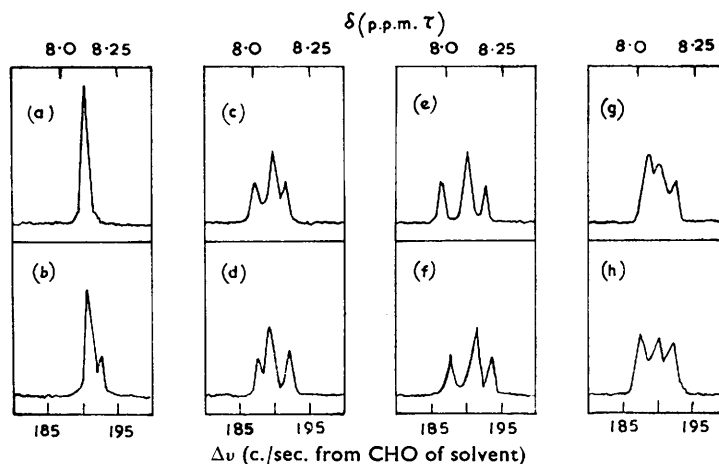 δ(p.p.m. τ)
8·0 8·25 8·0 8·25 8·0 8·25 8·0 8·25
(a) (c) (e) (g)
(b) (d) (f) (h)
185 195 185 195 185 195 185 195
Δυ (c./sec. from CHO of solvent)